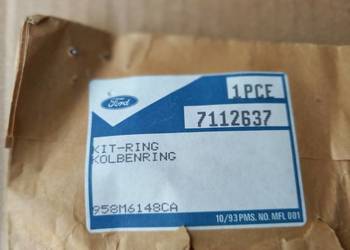 Ford
1PCE
7112637
KIT-RING
KOLBENRING
958M6148CA
10/93 PMS. NO. MFL 001